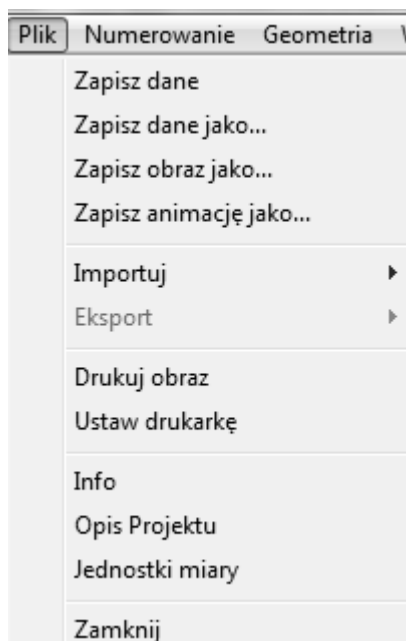 Plik Numerowanie Geometria
Zapisz dane
Zapisz dane jako...
Zapisz obraz jako...
Zapisz animację jako...
Importuj
Eksport
Drukuj obraz
Ustaw drukarkę
Info
Opis Projektu
Jednostki miary
Zamknij